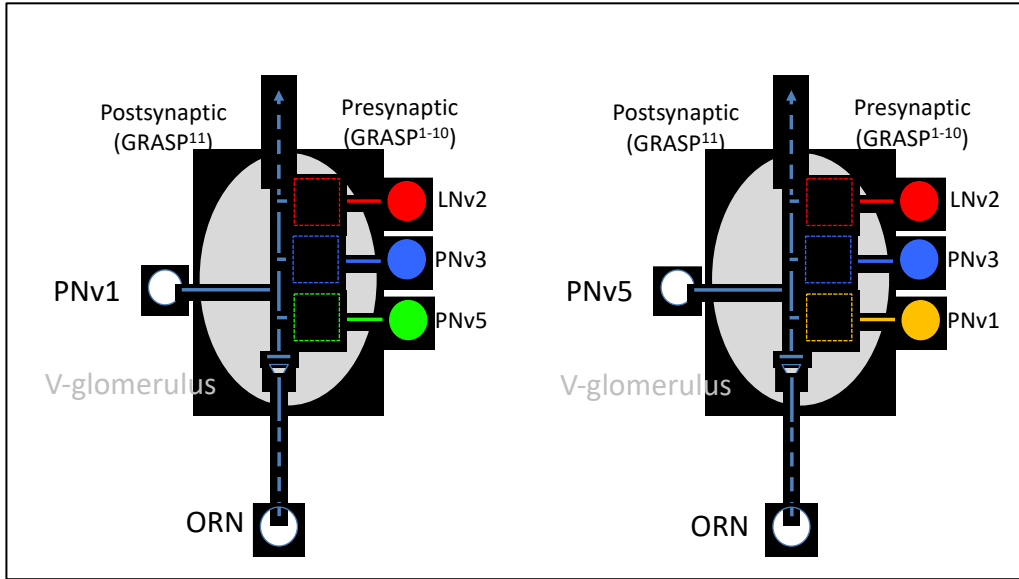 Postsynaptic
(GRASP¹¹)
Presynaptic
(GRASP¹⁻¹⁰)
LNv2
PNv3
PNv1
PNv5
V-glomerulus
ORN
Postsynaptic
(GRASP¹¹)
Presynaptic
(GRASP¹⁻¹⁰)
LNv2
PNv3
PNv5
PNv1
V-glomerulus
ORN